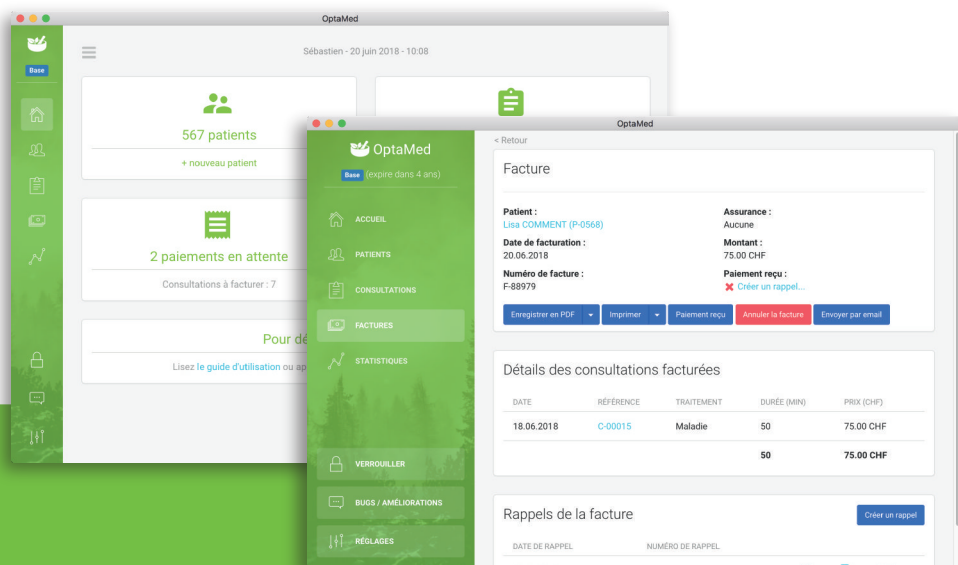 OptaMed
Base
Sébastien - 20 juin 2018 - 10:08
567 patients
+ nouveau patient
2 paiements en attente
Consultations à facturer : 7
Pour dé
Lisez le guide d'utilisation ou ap
OptaMed
OptaMed
Base (expire dans 4 ans)
ACCUEIL
PATIENTS
CONSULTATIONS
FACTURES
STATISTIQUES
VERROUILLER
BUGS / AMÉLIORATIONS
RÉGLAGES
< Retour
Facture
Patient :
Lisa COMMENT (P-0568)
Assurance :
Aucune
Date de facturation :
20.06.2018
Montant :
75.00 CHF
Numéro de facture :
F-88979
Paiement reçu :
Créer un rappel...
Enregistrer en PDF Imprimer Paiement reçu Annuler la facture Envoyer par email
Détails des consultations facturées
DATE RÉFÉRENCE TRAITEMENT DURÉE (MIN) PRIX (CHF)
18.06.2018 C-00015 Maladie 50 75.00 CHF
50 75.00 CHF
Rappels de la facture
Créer un rappel
DATE DE RAPPEL NUMÉRO DE RAPPEL